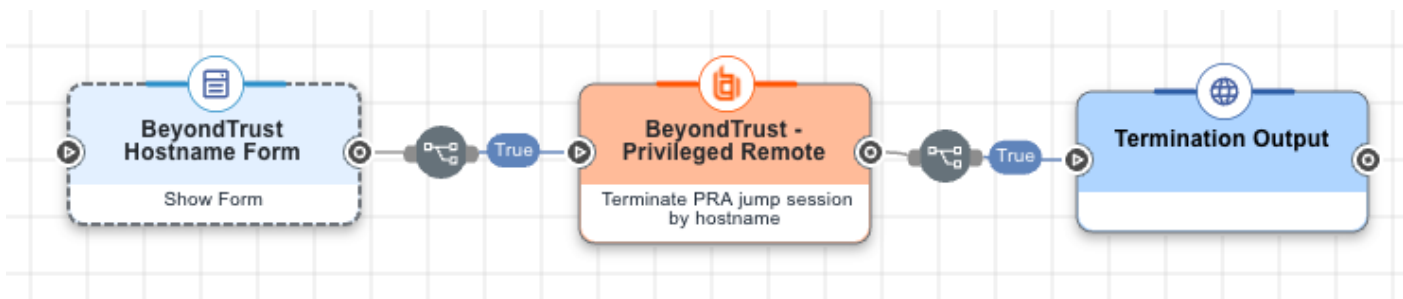 BeyondTrust
Hostname Form
Show Form
True
BeyondTrust -
Privileged Remote
Terminate PRA jump session
by hostname
True
Termination Output